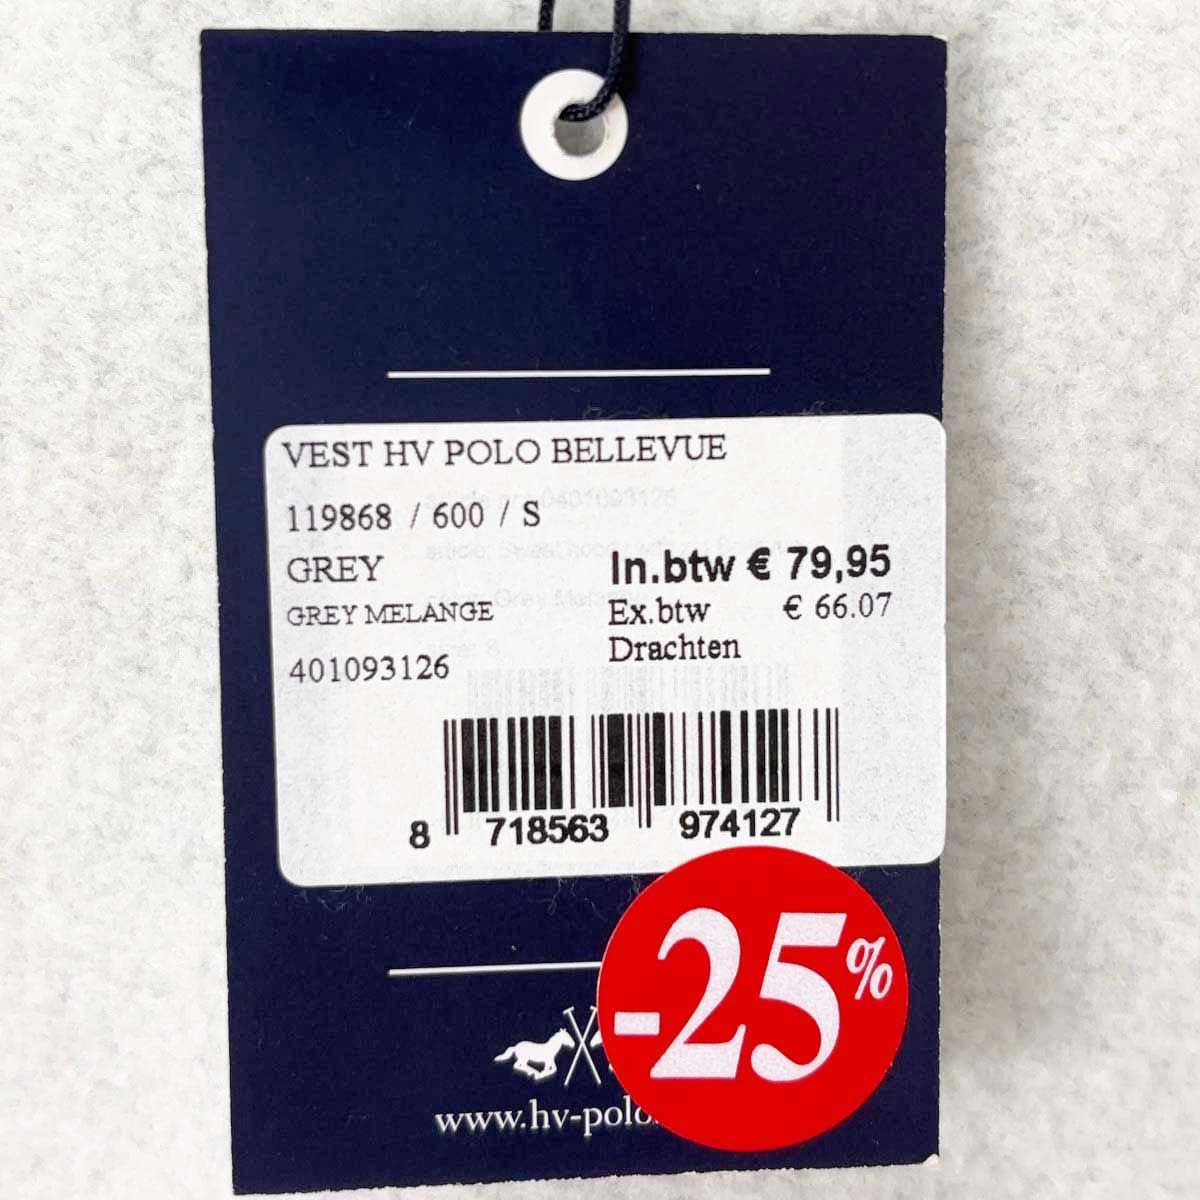 VEST HV POLO BELLEVUE
119868 / 600 / S
GREY
In.btw € 79,95
GREY MELANGE
Ex.btw € 66.07
Drachten
401093126
8 718563 974127
-25%
www.hv-polo.